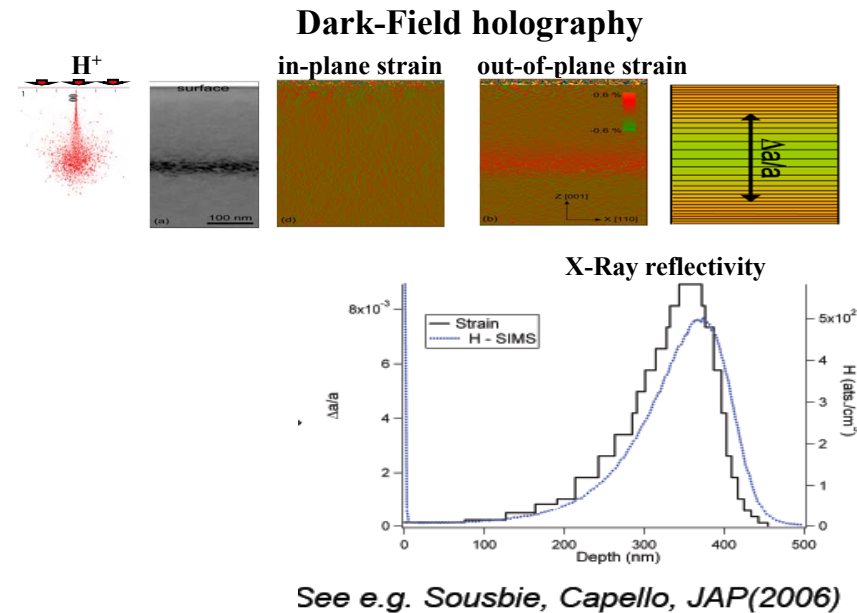 Dark-Field holography
H+
in-plane strain
out-of-plane strain
1
surface
0.6 %
-0.6 %
Δa/a
Z [001]
X [110]
(a)
100 nm
(d)
(b)
X-Ray reflectivity
8x10⁻³
6
4
2
0
Δa/a
Strain
H - SIMS
5x10²
4
3
2
1
0
H (ats./cm
0
100
200
300
400
500
Depth (nm)
See e.g. Sousbie, Capello, JAP(2006)